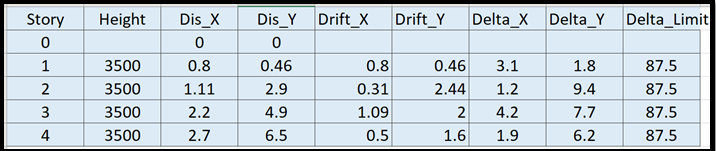 Story Height Dis_X Dis_Y Drift_X Drift_Y Delta_X Delta_Y Delta_Limit
0 0 0
1 3500 0.8 0.46 0.8 0.46 3.1 1.8 87.5
2 3500 1.11 2.9 0.31 2.44 1.2 9.4 87.5
3 3500 2.2 4.9 1.09 2 4.2 7.7 87.5
4 3500 2.7 6.5 0.5 1.6 1.9 6.2 87.5